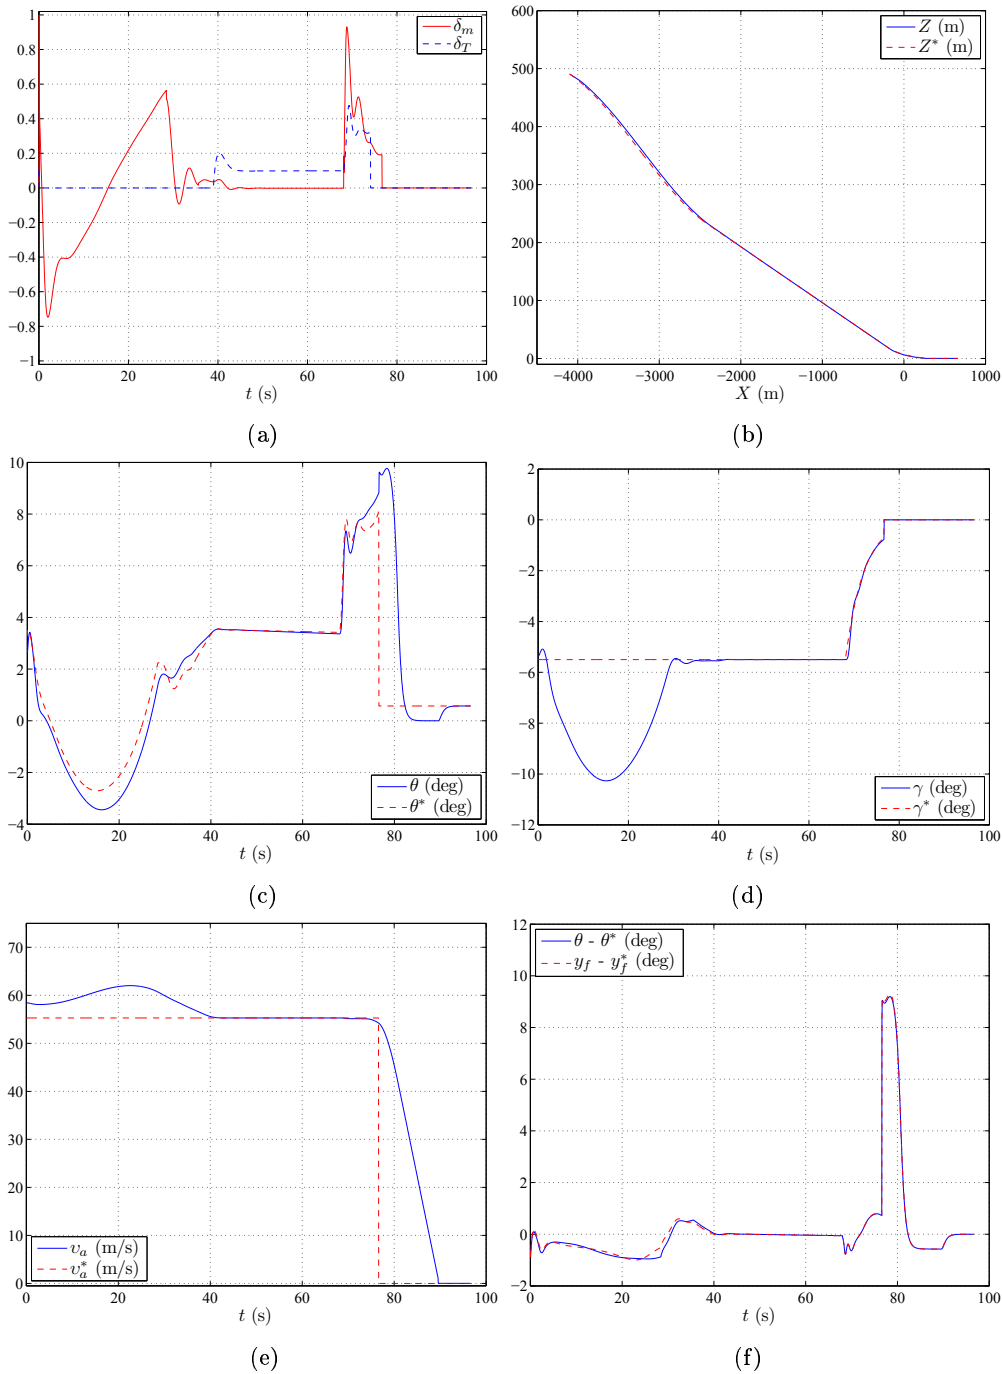 1
0.8
0.6
0.4
0.2
0
−0.2
−0.4
−0.6
−0.8
−1
0 20 40 60 80 100
t (s)
δm
δT
(a)
600
500
400
300
200
100
0
−4000 −3000 −2000 −1000 0 1000
X (m)
Z (m)
Z* (m)
(b)
10
8
6
4
2
0
−2
−4
0 20 40 60 80 100
t (s)
θ (deg)
θ* (deg)
(c)
2
0
−2
−4
−6
−8
−10
−12
0 20 40 60 80 100
t (s)
γ (deg)
γ* (deg)
(d)
70
60
50
40
30
20
10
0
0 20 40 60 80 100
t (s)
va (m/s)
va* (m/s)
(e)
12
10
8
6
4
2
0
−2
0 20 40 60 80 100
t (s)
θ - θ* (deg)
yf - yf* (deg)
(f)